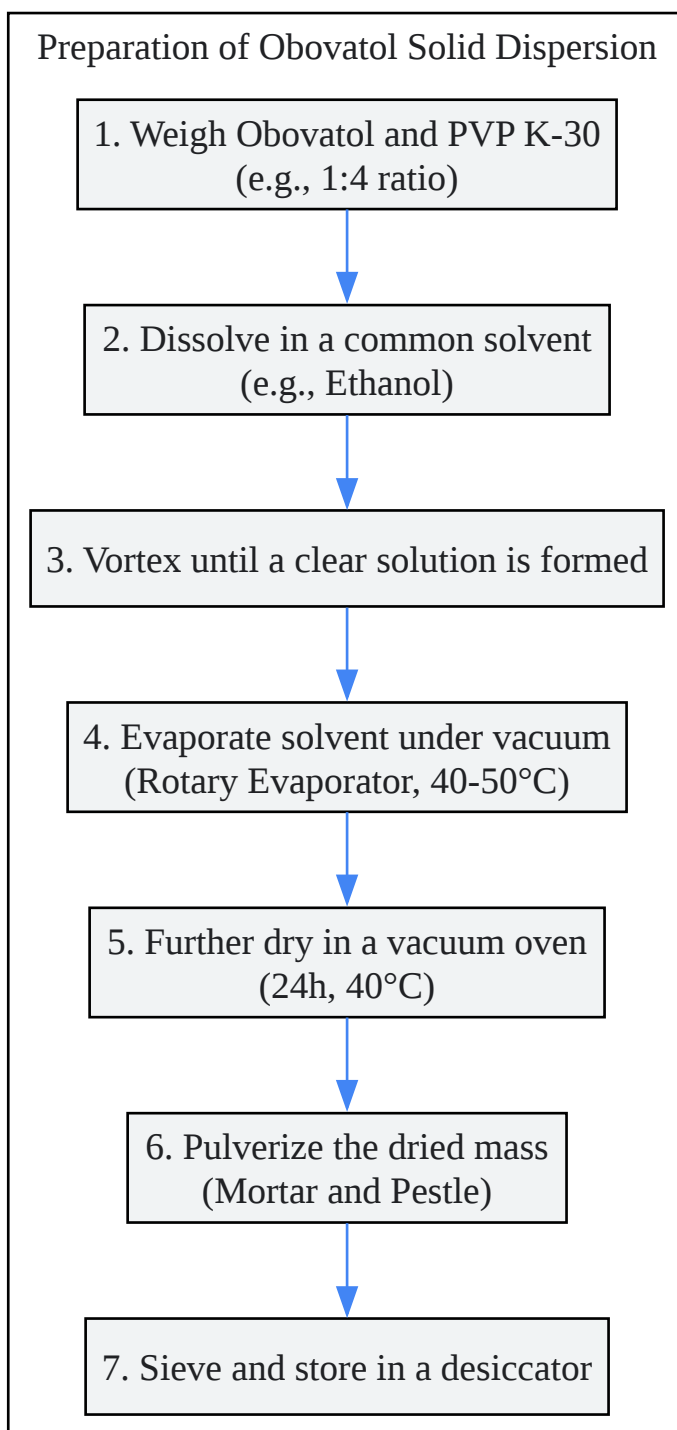 Preparation of Obovatol Solid Dispersion
1. Weigh Obovatol and PVP K-30
(e.g., 1:4 ratio)
2. Dissolve in a common solvent
(e.g., Ethanol)
3. Vortex until a clear solution is formed
4. Evaporate solvent under vacuum
(Rotary Evaporator, 40-50°C)
5. Further dry in a vacuum oven
(24h, 40°C)
6. Pulverize the dried mass
(Mortar and Pestle)
7. Sieve and store in a desiccator